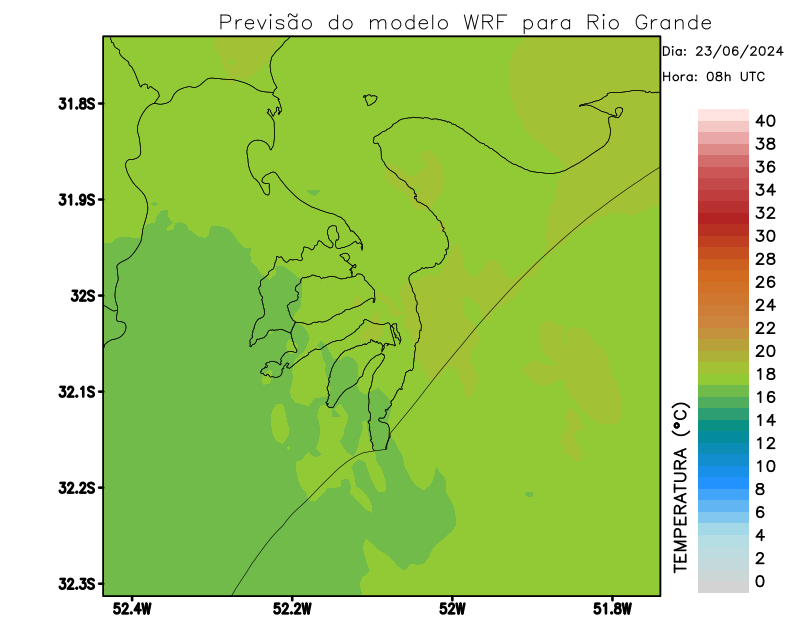 Previsão do modelo WRF para Rio Grande
Dia: 23/06/2024
Hora: 08h UTC
31.8S
31.9S
32S
32.1S
32.2S
32.3S
52.4W
52.2W
52W
51.8W
TEMPERATURA (°C)
40
38
36
34
32
30
28
26
24
22
20
18
16
14
12
10
8
6
4
2
0